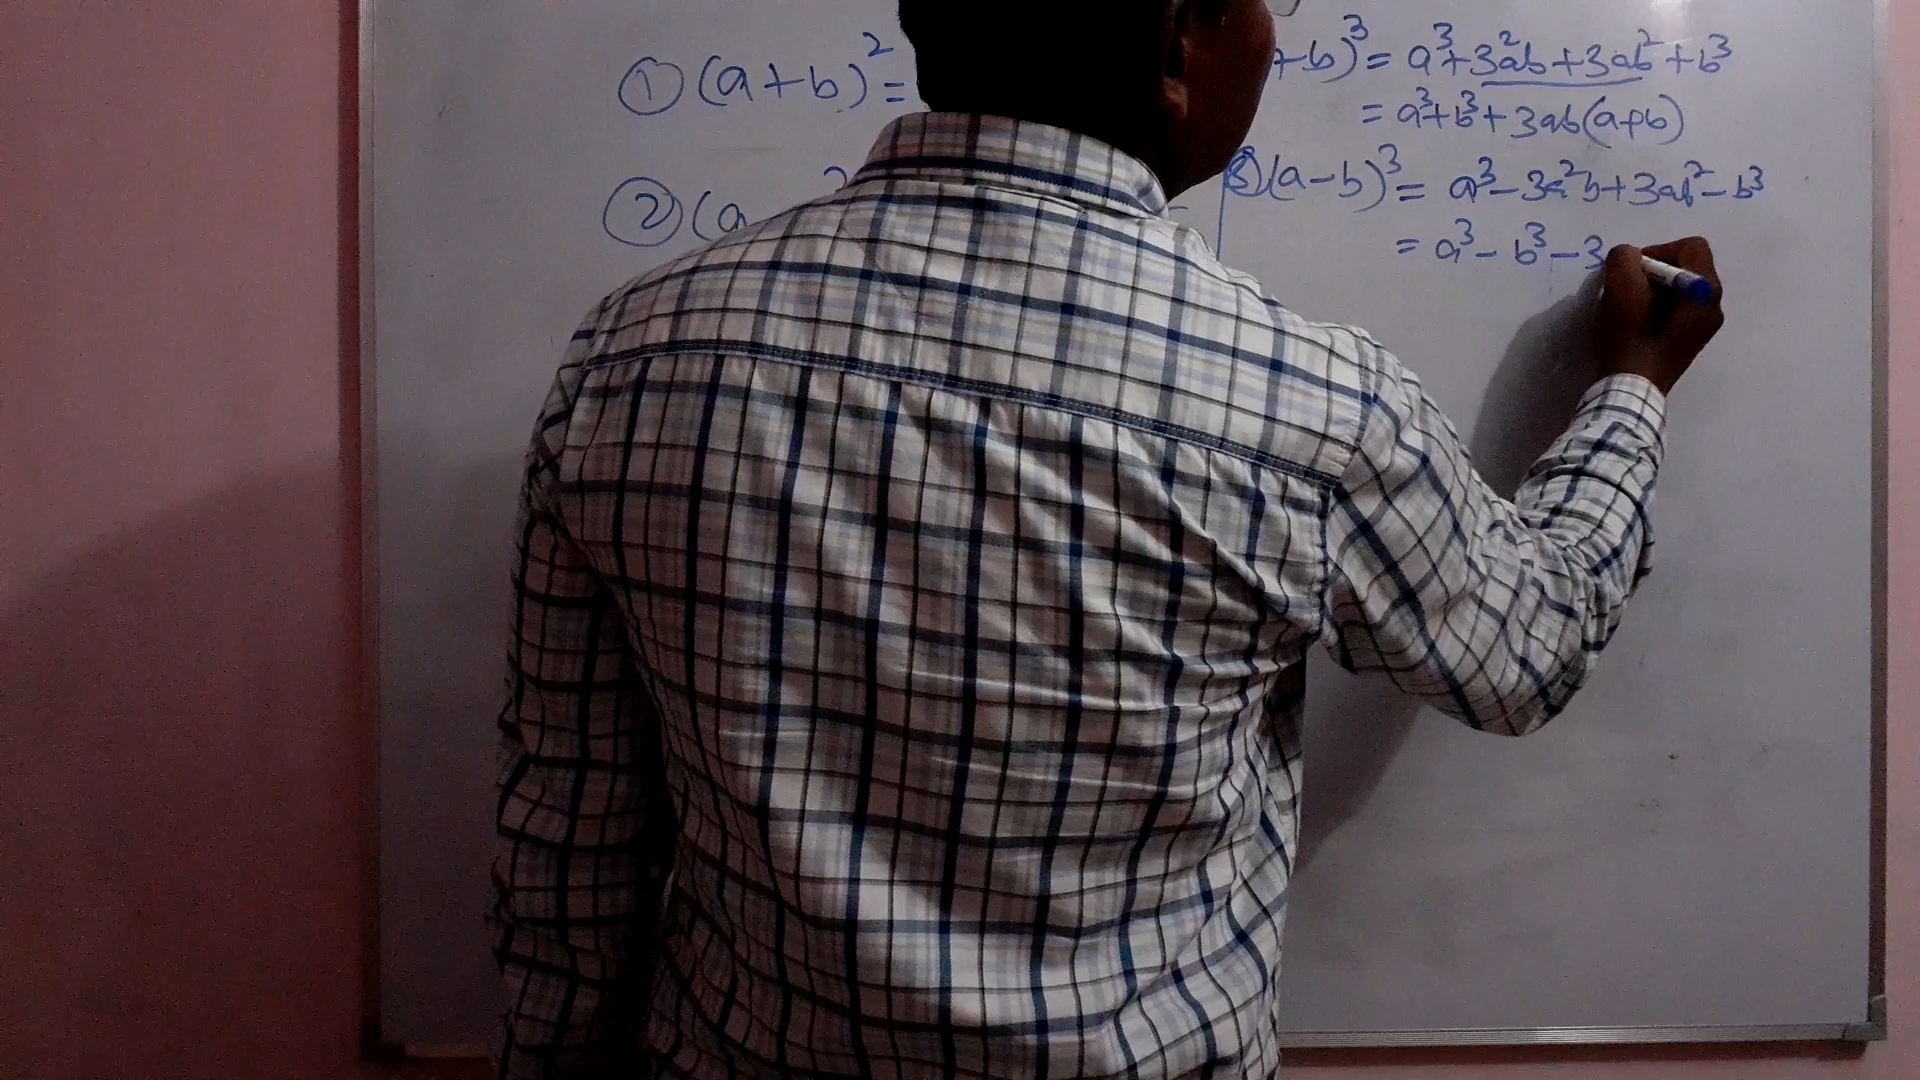 ① (a+b)² =
② (a
+b)³ = a³+3a²b+3ab²+b³
= a³+b³+3ab(a+b)
(a-b)³ = a³-3a²b+3ab²-b³
= a³-b³-3